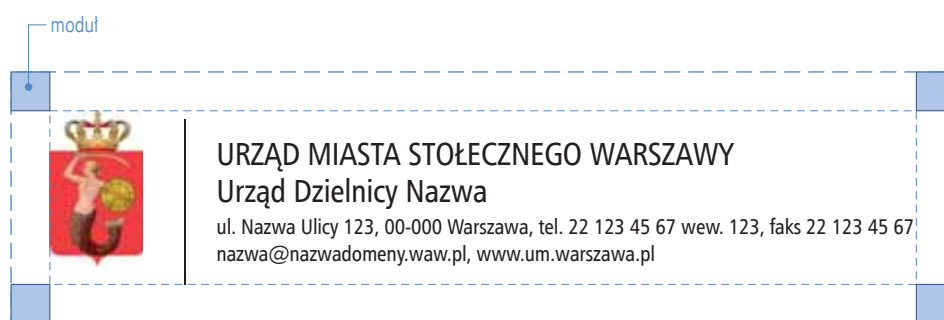 moduł
URZĄD MIASTA STOŁECZNEGO WARSZAWY
Urząd Dzielnicy Nazwa
ul. Nazwa Ulicy 123, 00-000 Warszawa, tel. 22 123 45 67 wew. 123, faks 22 123 45 67
nazwa@nazwadomeny.waw.pl, www.um.warszawa.pl